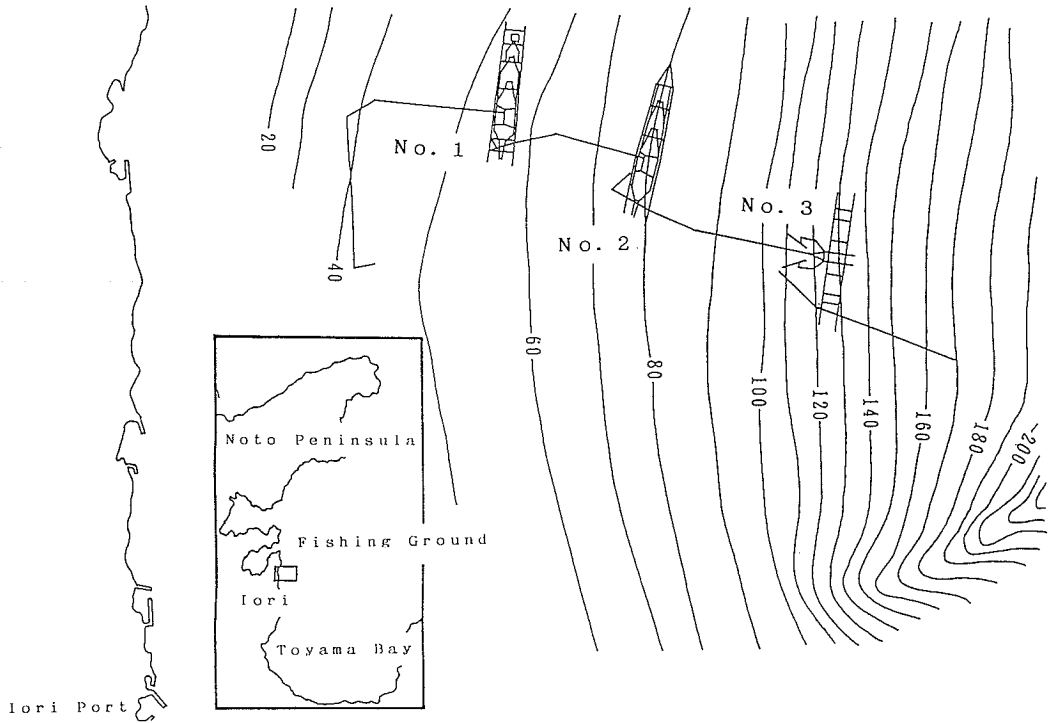 20
No. 1
No. 2
No. 3
40
60
80
100
120
140
160
180
200
Noto Peninsula
Fishing Ground
Iori
Toyama Bay
Iori Port